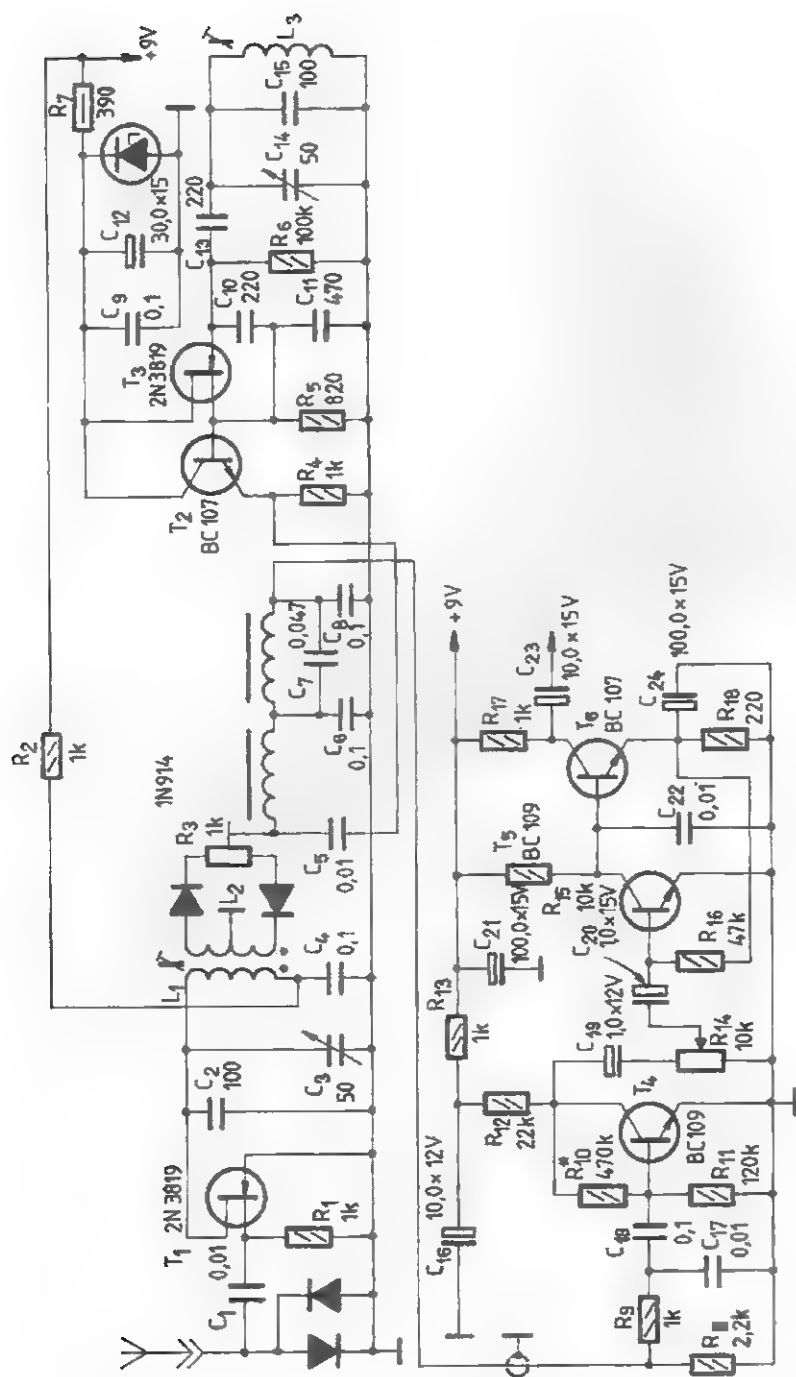 R2
1k
R7
390
+9V
C12
30,0×15
C9
0,1
T3
2N3819
T2
BC107
C13
220
C10
220
C11
470
R6
100k
C14
50
C15
100
L3
R5
820
R4
1k
1N914
R3
1k
L2
L1
C5
0,01
C4
0,1
C7
0,047
C6
0,1
C8
0,1
C2
100
C3
50
T1
2N3819
0,01
C1
R1
1k
C16
10,0×12V
R13
1k
C21
100,0×15V
R12
22k
R10*
470k
C19
1,0×12V
C20
1,0×15V
R14
10k
T4
BC109
R11
120k
C18
0,1
C17
0,01
R9
1k
R
2,2k
T5
BC109
R15
10k
R16
47k
C22
0,01
R17
1k
+9V
C23
10,0×15V
T6
BC107
C24
100,0×15V
R18
220